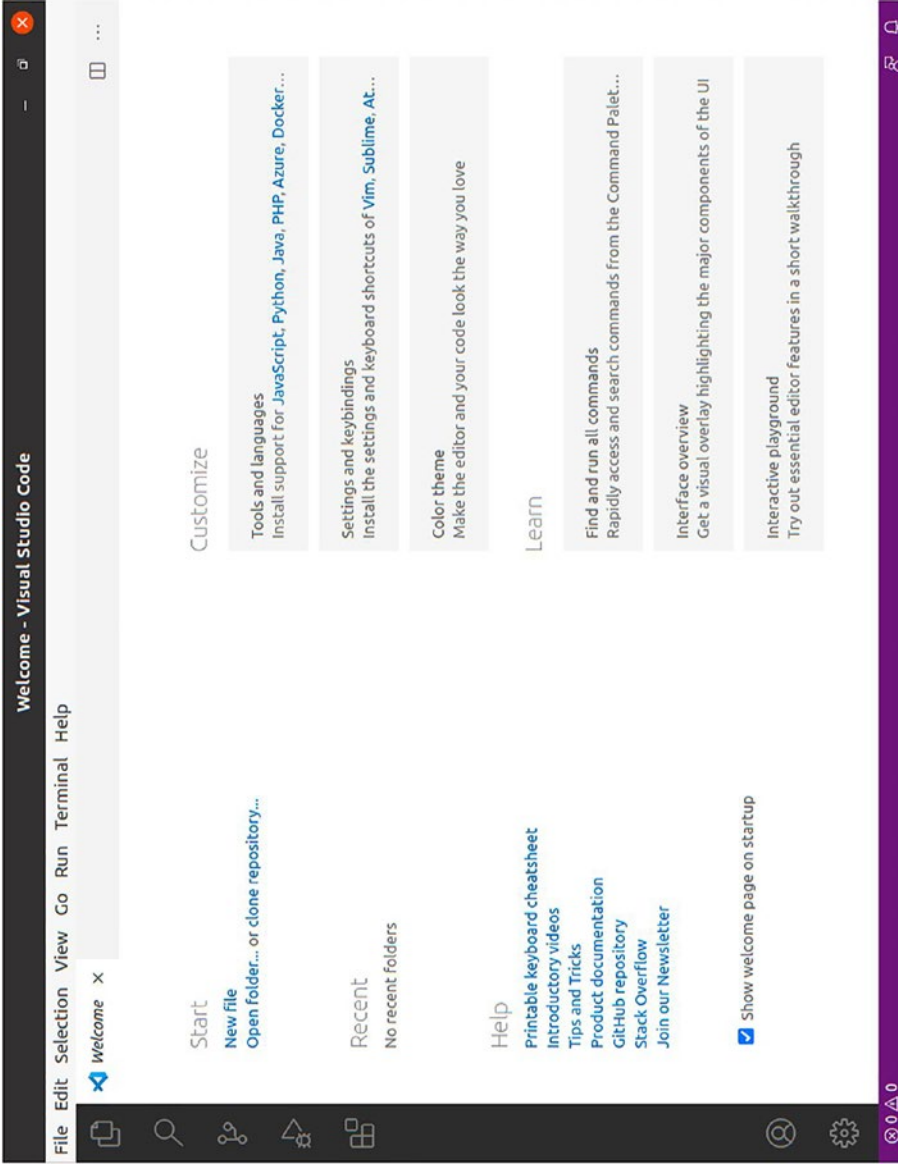 Welcome - Visual Studio Code
File Edit Selection View Go Run Terminal Help
Welcome ×
Start
New file
Open folder... or clone repository...
Recent
No recent folders
Help
Printable keyboard cheatsheet
Introductory videos
Tips and Tricks
Product documentation
GitHub repository
Stack Overflow
Join our Newsletter
Show welcome page on startup
Customize
Tools and languages
Install support for JavaScript, Python, Java, PHP, Azure, Docker...
Settings and keybindings
Install the settings and keyboard shortcuts of Vim, Sublime, At...
Color theme
Make the editor and your code look the way you love
Learn
Find and run all commands
Rapidly access and search commands from the Command Palet...
Interface overview
Get a visual overlay highlighting the major components of the UI
Interactive playground
Try out essential editor features in a short walkthrough
0 0